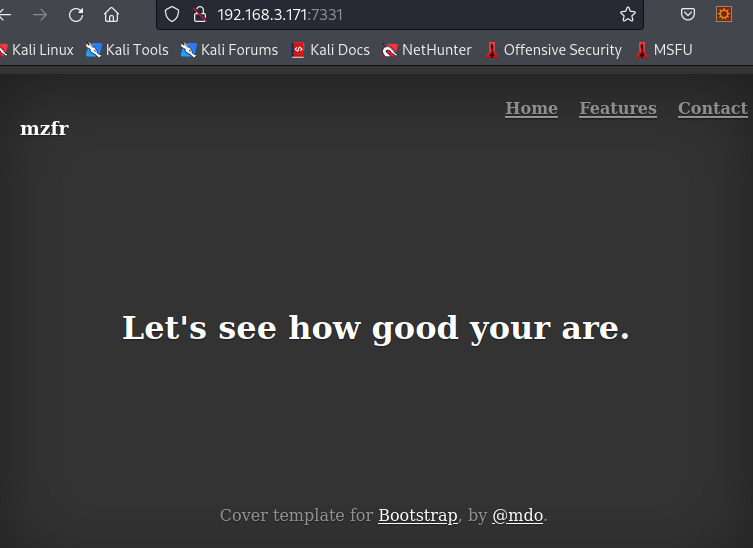 192.168.3.171:7331
Kali Linux Kali Tools Kali Forums Kali Docs NetHunter Offensive Security MSFU
Home Features Contact
mzfr
Let's see how good your are.
Cover template for Bootstrap, by @mdo.